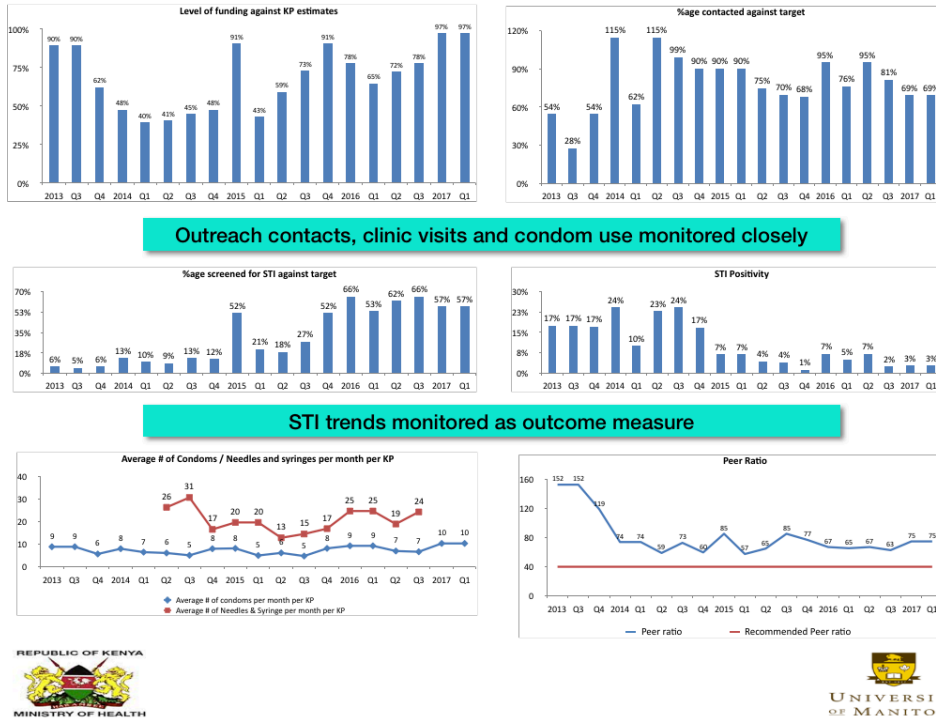 Level of funding against KP estimates
100%
75%
50%
25%
0%
90% 90% 62% 48% 40% 41% 45% 48% 91% 43% 59% 73% 91% 78% 65% 72% 78% 97% 97%
2013 Q3 Q4 2014 Q1 Q2 Q3 Q4 2015 Q1 Q2 Q3 Q4 2016 Q1 Q2 Q3 2017 Q1
%age contacted against target
120%
90%
60%
30%
0%
54% 28% 54% 115% 62% 115% 99% 90% 90% 90% 75% 70% 68% 95% 76% 95% 81% 69% 69%
2013 Q3 Q4 2014 Q1 Q2 Q3 Q4 2015 Q1 Q2 Q3 Q4 2016 Q1 Q2 Q3 2017 Q1
Outreach contacts, clinic visits and condom use monitored closely
%age screened for STI against target
70%
53%
35%
18%
0%
6% 5% 6% 13% 10% 9% 13% 12% 52% 21% 18% 27% 52% 66% 53% 62% 66% 57% 57%
2013 Q3 Q4 2014 Q1 Q2 Q3 Q4 2015 Q1 Q2 Q3 Q4 2016 Q1 Q2 Q3 2017 Q1
STI Positivity
30%
23%
15%
8%
0%
17% 17% 17% 24% 10% 23% 24% 17% 7% 7% 4% 4% 1% 7% 5% 7% 2% 3% 3%
2013 Q3 Q4 2014 Q1 Q2 Q3 Q4 2015 Q1 Q2 Q3 Q4 2016 Q1 Q2 Q3 2017 Q1
STI trends monitored as outcome measure
Average # of Condoms / Needles and syringes per month per KP
40
30
20
10
0
26 31 17 20 20 13 15 17 25 25 19 24
9 9 6 8 7 6 5 8 8 5 6 5 8 9 9 7 7 10 10
2013 Q3 Q4 2014 Q1 Q2 Q3 Q4 2015 Q1 Q2 Q3 Q4 2016 Q1 Q2 Q3 2017 Q1
Average # of condoms per month per KP
Average # of Needles & Syringe per month per KP
Peer Ratio
160
120
80
40
0
152 152 119 74 74 59 73 60 85 57 65 85 77 67 65 67 63 75 75
2013 Q3 Q4 2014 Q1 Q2 Q3 Q4 2015 Q1 Q2 Q3 Q4 2016 Q1 Q2 Q3 2017 Q1
Peer ratio
Recommended Peer ratio
REPUBLIC OF KENYA
MINISTRY OF HEALTH
UNIVERSI
OF MANITO